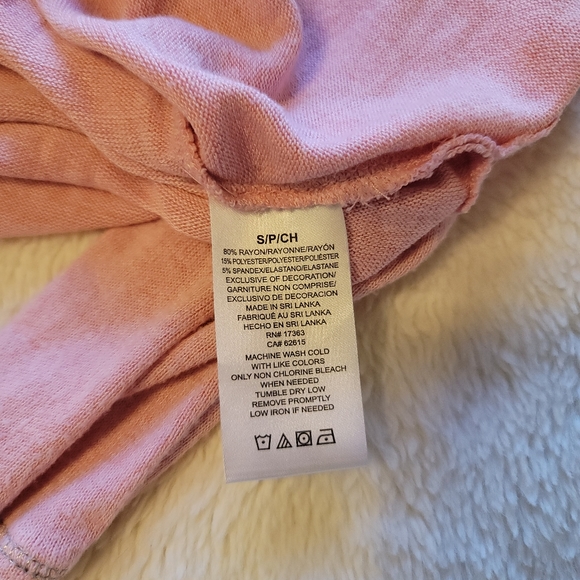 S/P/CH
80% RAYON/RAYONNE/RAYÓN
15% POLYESTER/POLYESTER/POLIÉSTER
5% SPANDEX/ELASTANO/ELASTANE
EXCLUSIVE OF DECORATION/
GARNITURE NON COMPRISE/
EXCLUSIVO DE DECORACION
MADE IN SRI LANKA
FABRIQUÉ AU SRI LANKA
HECHO EN SRI LANKA
RN# 17363
CA# 62615
MACHINE WASH COLD
WITH LIKE COLORS
ONLY NON CHLORINE BLEACH
WHEN NEEDED
TUMBLE DRY LOW
REMOVE PROMPTLY
LOW IRON IF NEEDED